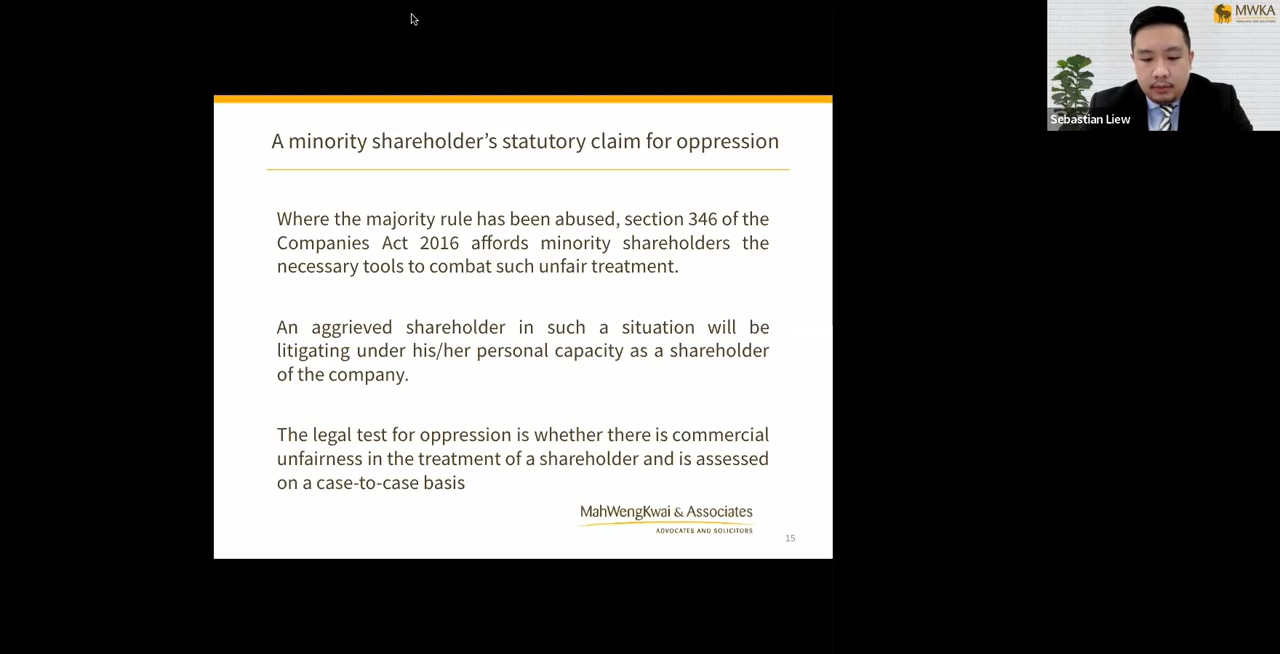 A minority shareholder’s statutory claim for oppression
Where the majority rule has been abused, section 346 of the
Companies Act 2016 affords minority shareholders the
necessary tools to combat such unfair treatment.
An aggrieved shareholder in such a situation will be
litigating under his/her personal capacity as a shareholder
of the company.
The legal test for oppression is whether there is commercial
unfairness in the treatment of a shareholder and is assessed
on a case-to-case basis
MahWengKwai & Associates
ADVOCATES AND SOLICITORS
15
MWKA
Sebastian Liew